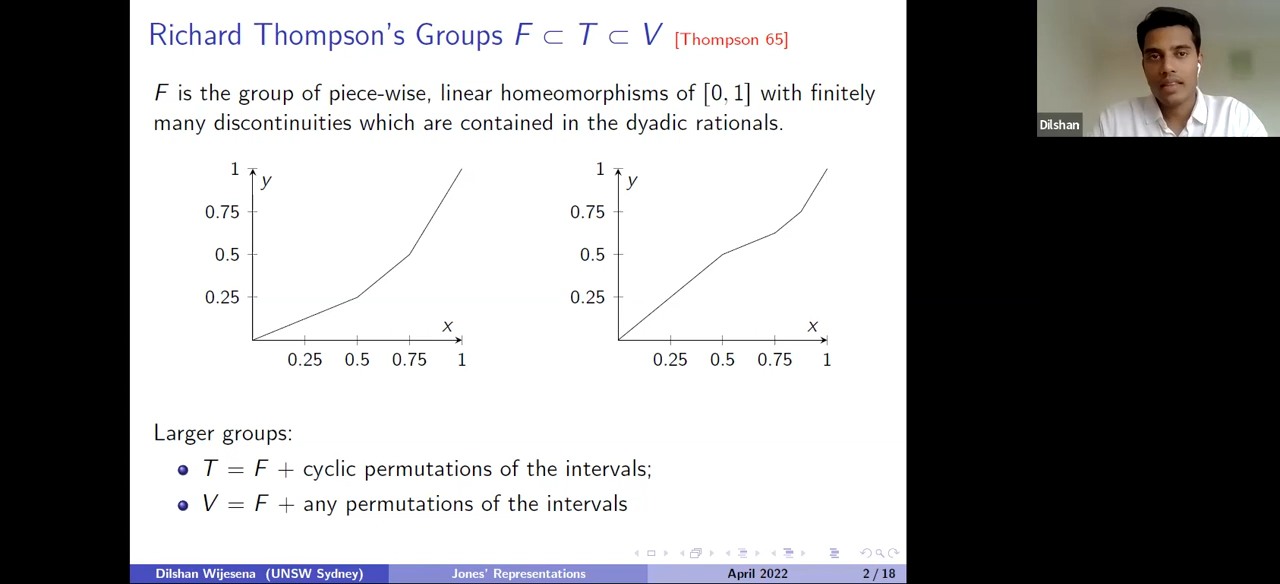 Richard Thompson's Groups F ⊂ T ⊂ V [Thompson 65]
F is the group of piece-wise, linear homeomorphisms of [0, 1] with finitely
many discontinuities which are contained in the dyadic rationals.
1
y
0.75
0.5
0.25
x
0.25 0.5 0.75 1
1
y
0.75
0.5
0.25
x
0.25 0.5 0.75 1
Larger groups:
T = F + cyclic permutations of the intervals;
V = F + any permutations of the intervals
Dilshan Wijesena (UNSW Sydney) Jones' Representations April 2022 2 / 18
Dilshan